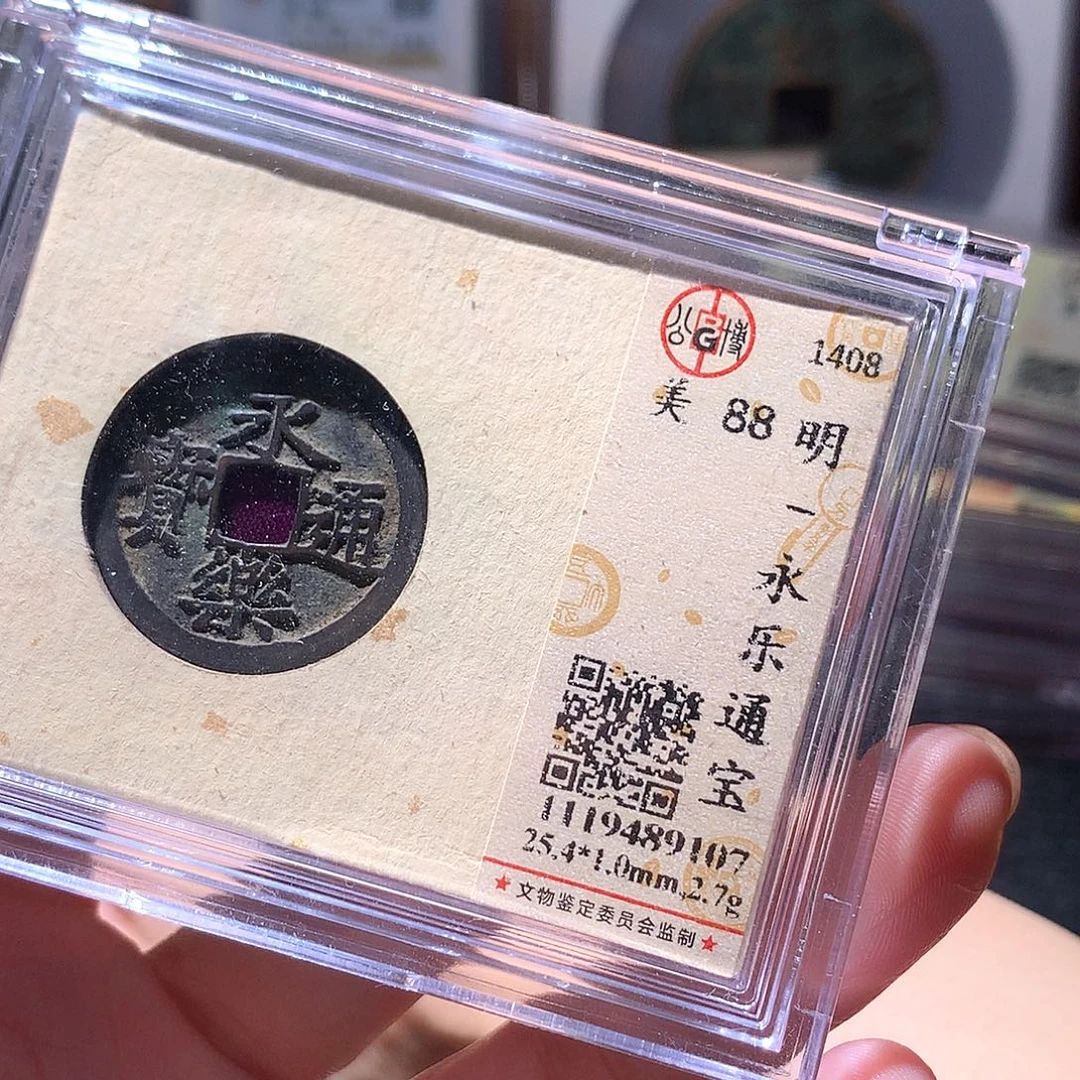 永樂通寶
公博
1408
美 88
明-永乐通宝
1119489107
25.4*1.0mm,2.7g
★文物鉴定委员会监制★